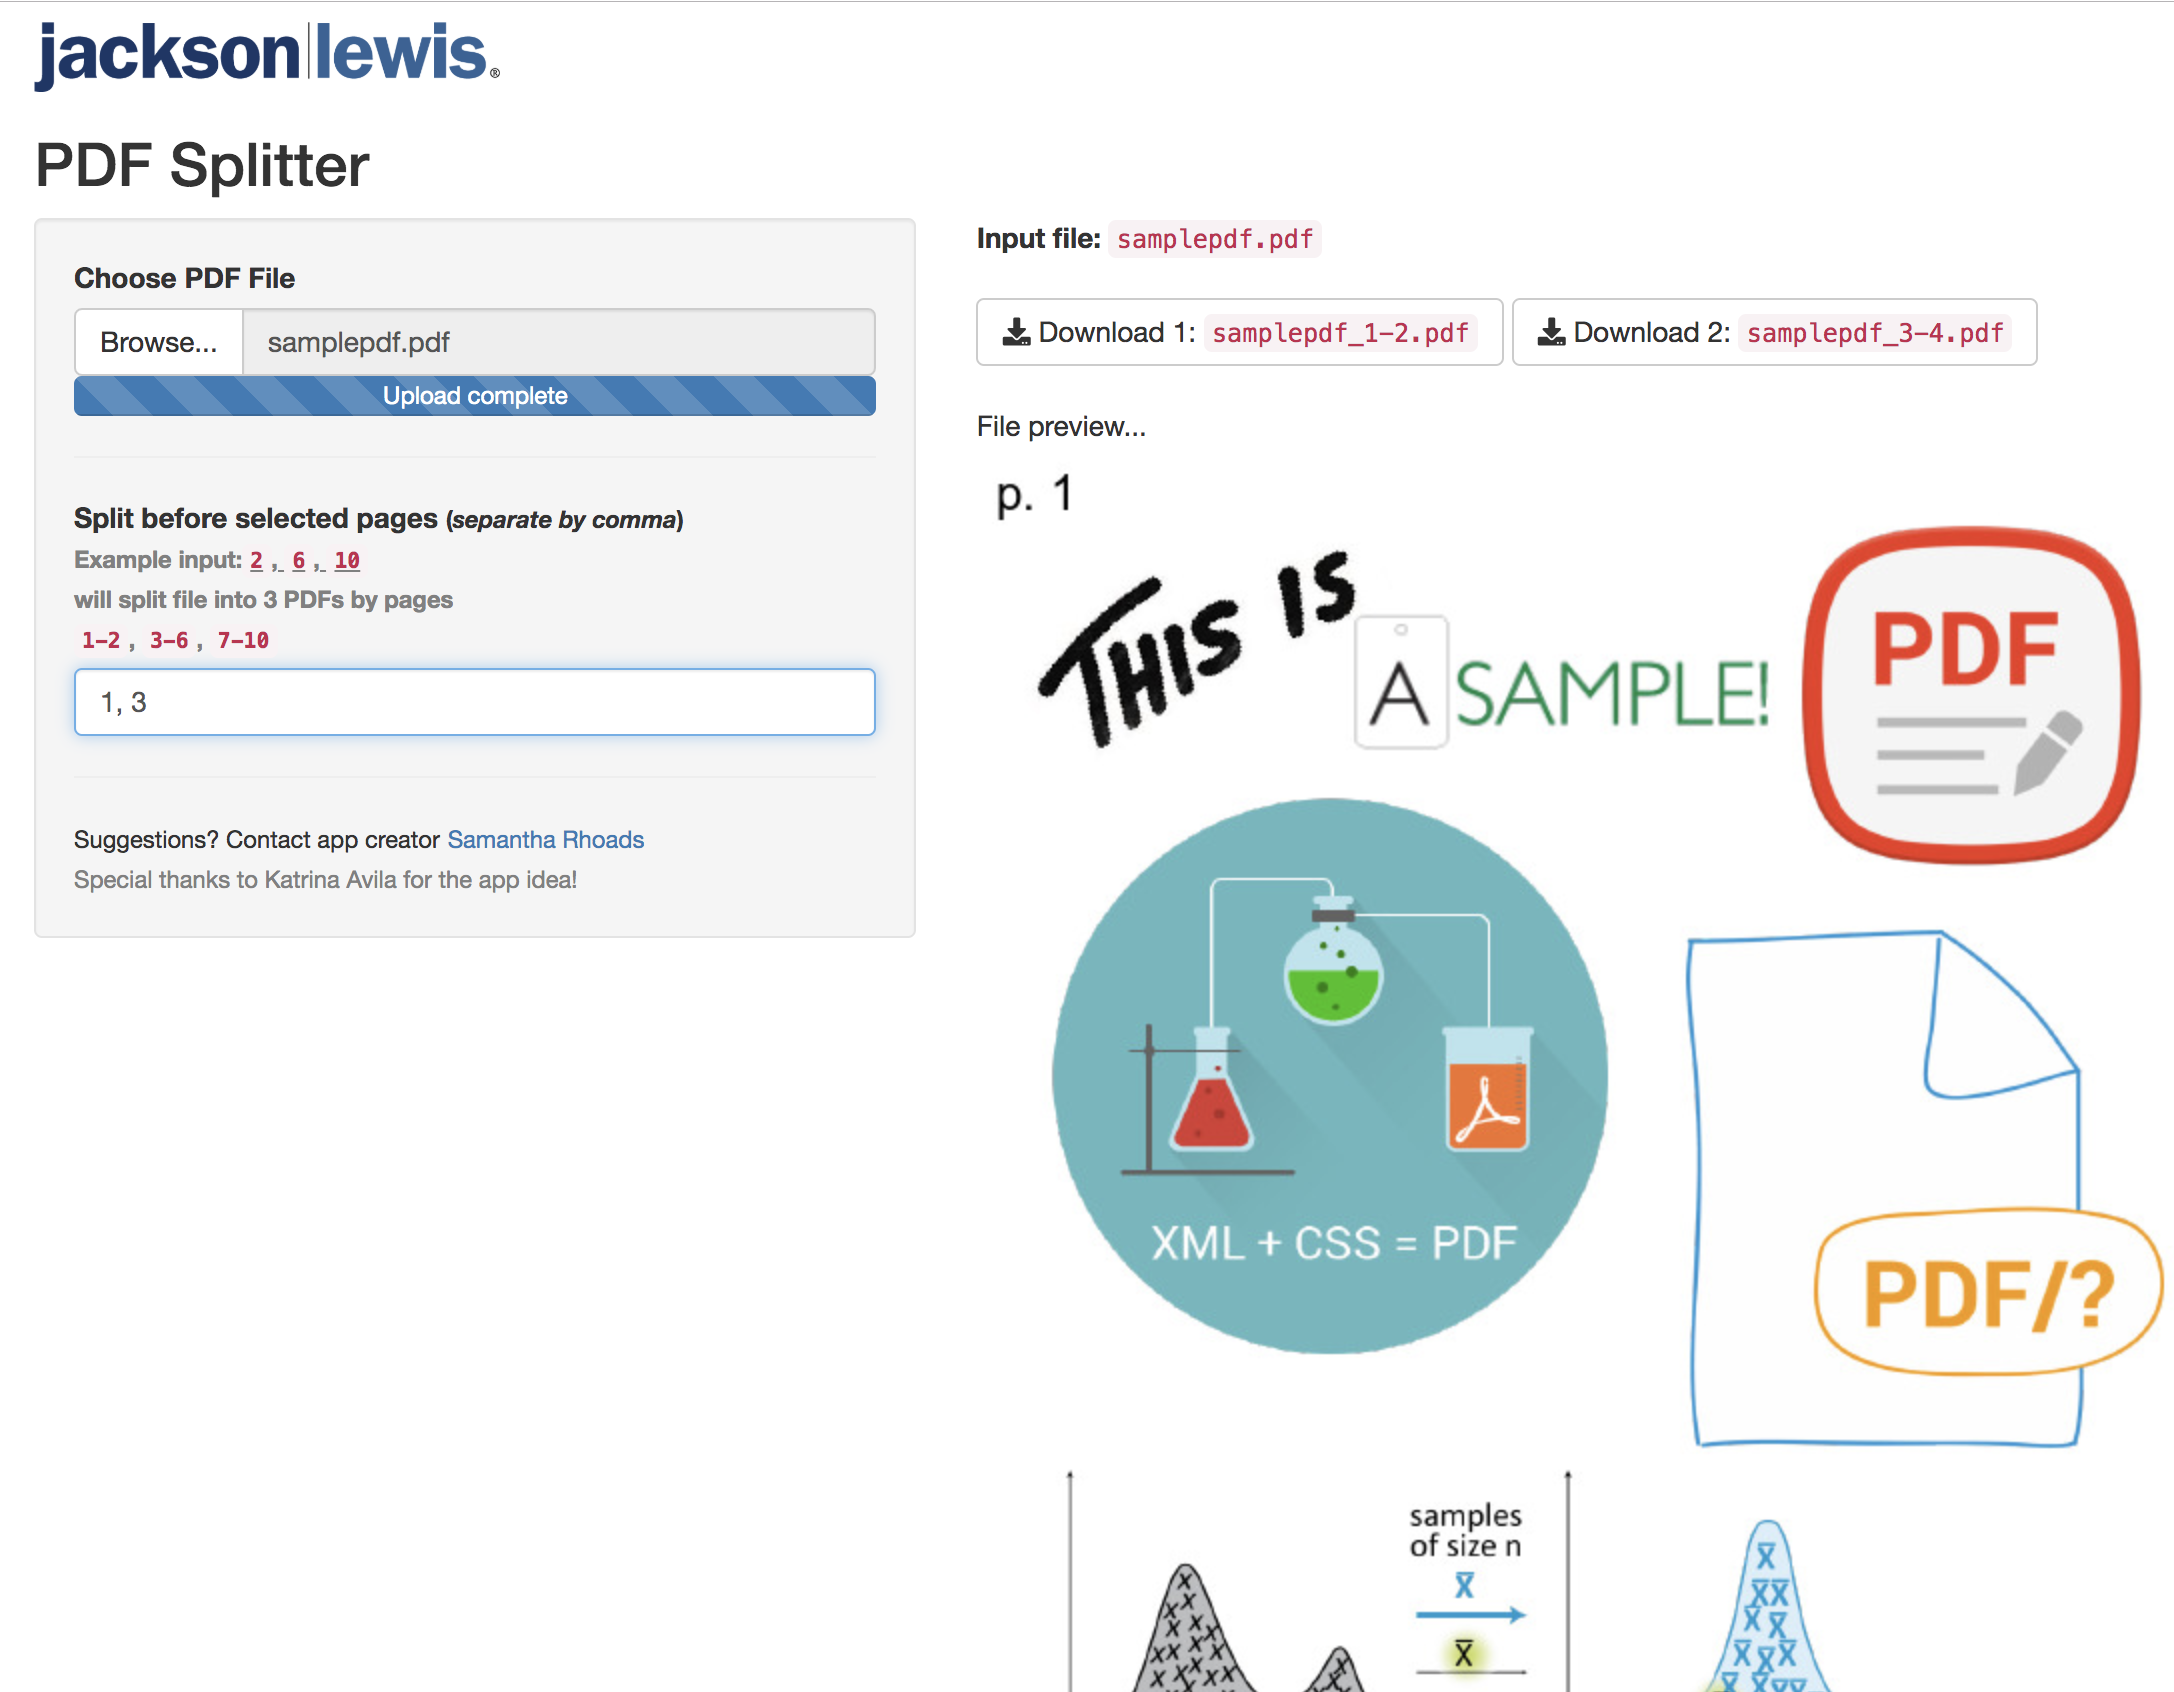 jackson|lewis®
PDF Splitter
Choose PDF File
Browse... samplepdf.pdf
Upload complete
Split before selected pages (separate by comma)
Example input: 2 , 6 , 10
will split file into 3 PDFs by pages
1-2 , 3-6 , 7-10
1, 3
Suggestions? Contact app creator Samantha Rhoads
Special thanks to Katrina Avila for the app idea!
Input file: samplepdf.pdf
Download 1: samplepdf_1-2.pdf Download 2: samplepdf_3-4.pdf
File preview...
p. 1
THIS IS
A SAMPLE!
PDF
XML + CSS = PDF
PDF/?
samples
of size n
x̅
x̅